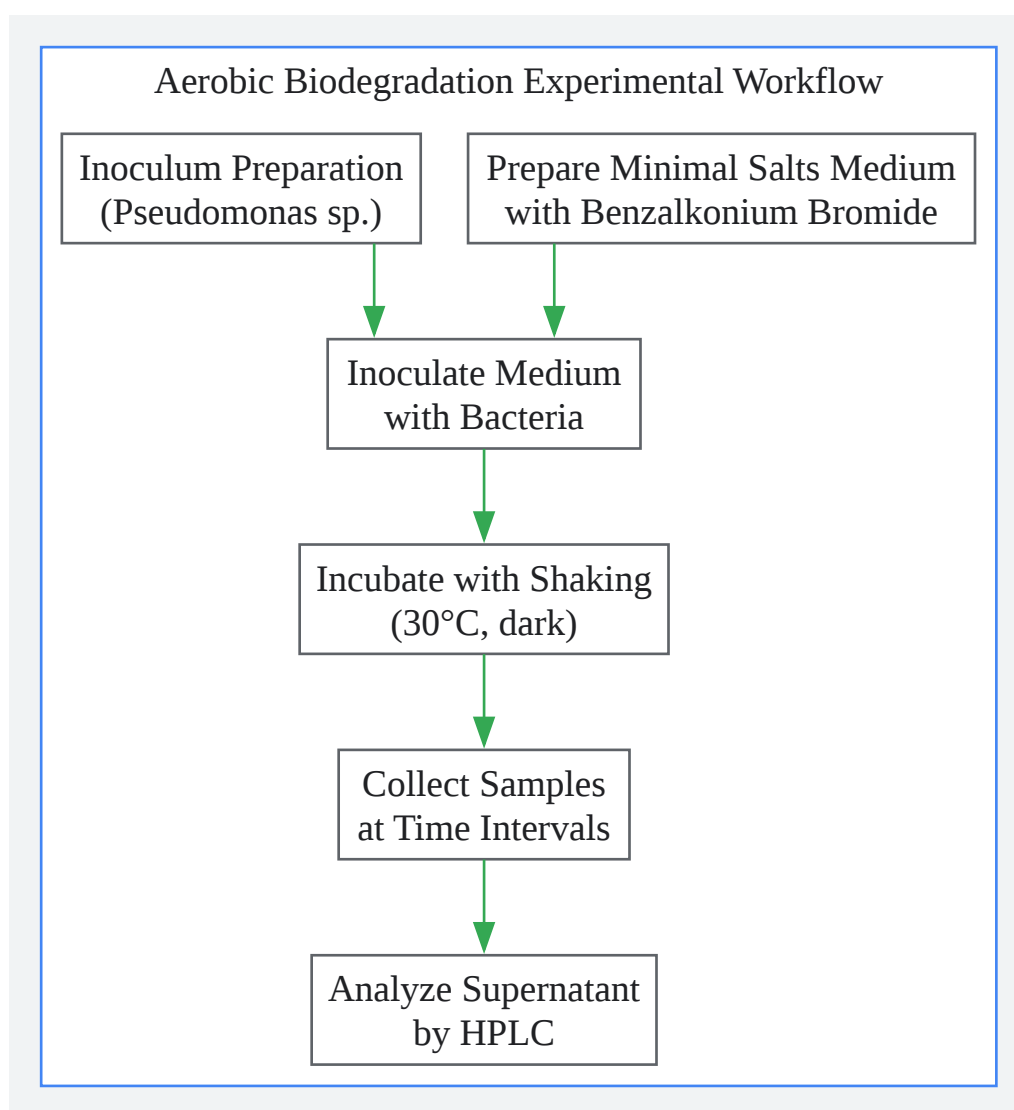 Aerobic Biodegradation Experimental Workflow
Inoculum Preparation
(Pseudomonas sp.)
Prepare Minimal Salts Medium
with Benzalkonium Bromide
Inoculate Medium
with Bacteria
Incubate with Shaking
(30°C, dark)
Collect Samples
at Time Intervals
Analyze Supernatant
by HPLC